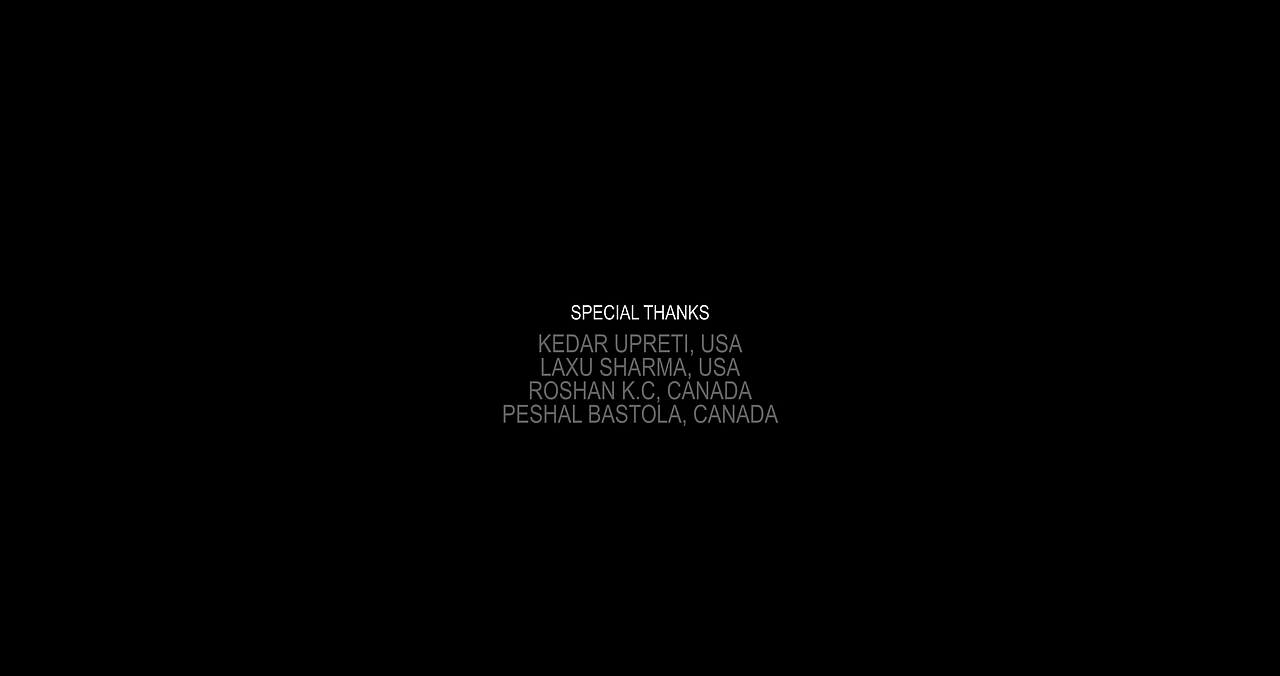 SPECIAL THANKS
KEDAR UPRETI, USA
LAXU SHARMA, USA
ROSHAN K.C, CANADA
PESHAL BASTOLA, CANADA